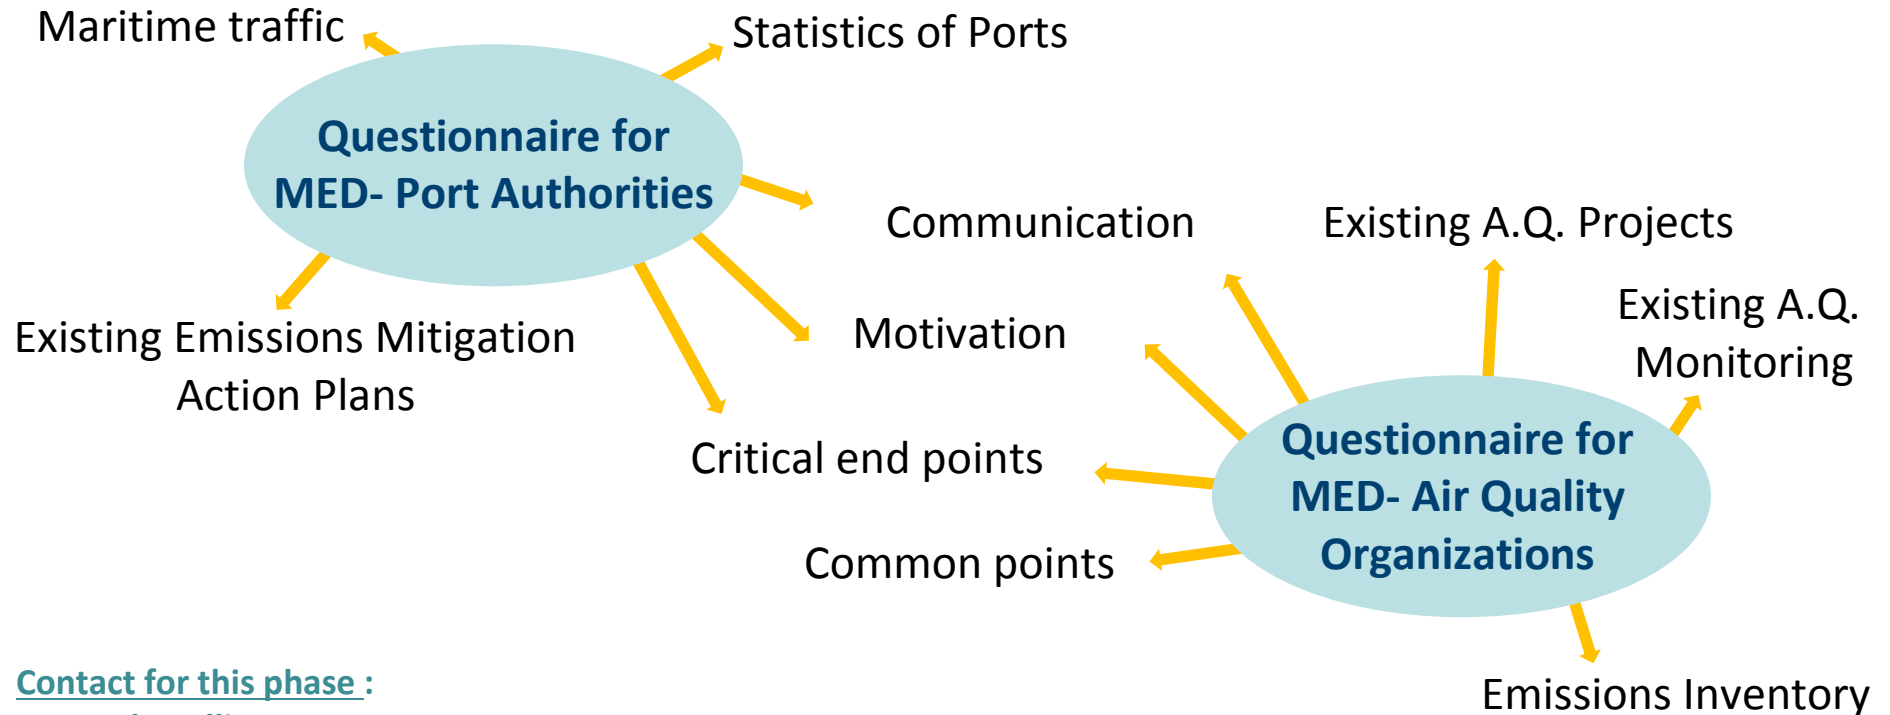 Maritime traffic
Statistics of Ports
Questionnaire for
MED- Port Authorities
Communication
Existing A.Q. Projects
Existing A.Q.
Monitoring
Existing Emissions Mitigation
Action Plans
Motivation
Critical end points
Questionnaire for
MED- Air Quality
Organizations
Common points
Contact for this phase :
Emissions Inventory